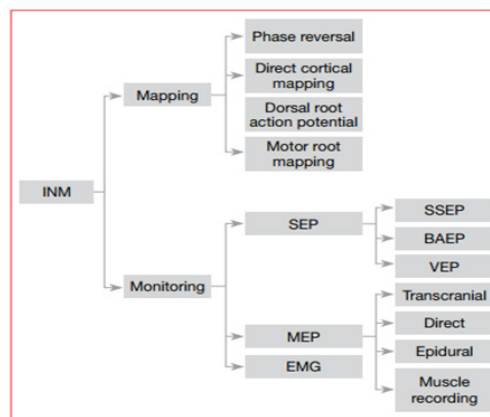 Phase reversal
Direct cortical
mapping
Mapping
Dorsal root
action potential
Motor root
mapping
INM
SSEP
SEP
BAEP
VEP
Monitoring
Transcranial
MEP
Direct
EMG
Epidural
Muscle
recording